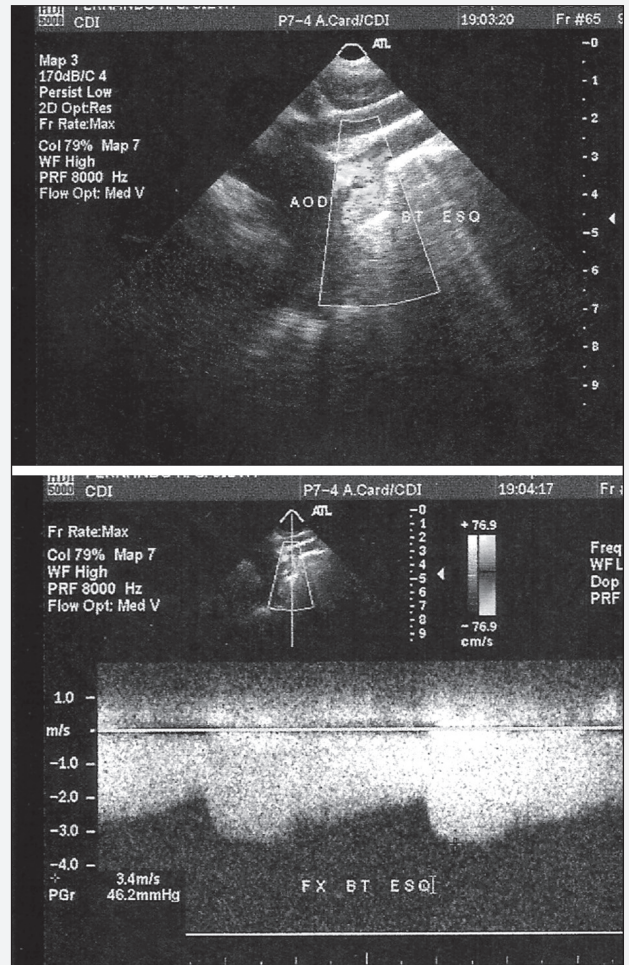 5000 CDI P7-4 A.Card/CDI 19:03:20 Fr #65
ATL
Map 3
170dB/C 4
Persist Low
2D Opt:Res
Fr Rate:Max
Col 79% Map 7
WF High
PRF 8000 Hz
Flow Opt: Med V
-0
-1
-2
-3
-4
-5
-6
-7
-8
-9
AOD
BT ESQ
5000 CDI P7-4 A.Card/CDI 19:04:17 Fr
ATL
Fr Rate:Max
Col 79% Map 7
WF High
PRF 8000 Hz
Flow Opt: Med V
-0
-1
-2
-3
-4
-5
-6
-7
-8
-9
+ 76.9
- 76.9
cm/s
Freq
WF L
Dop
PRF
1.0
m/s
-1.0
-2.0
-3.0
-4.0
3.4m/s
PGr 46.2mmHg
FX BT ESQ